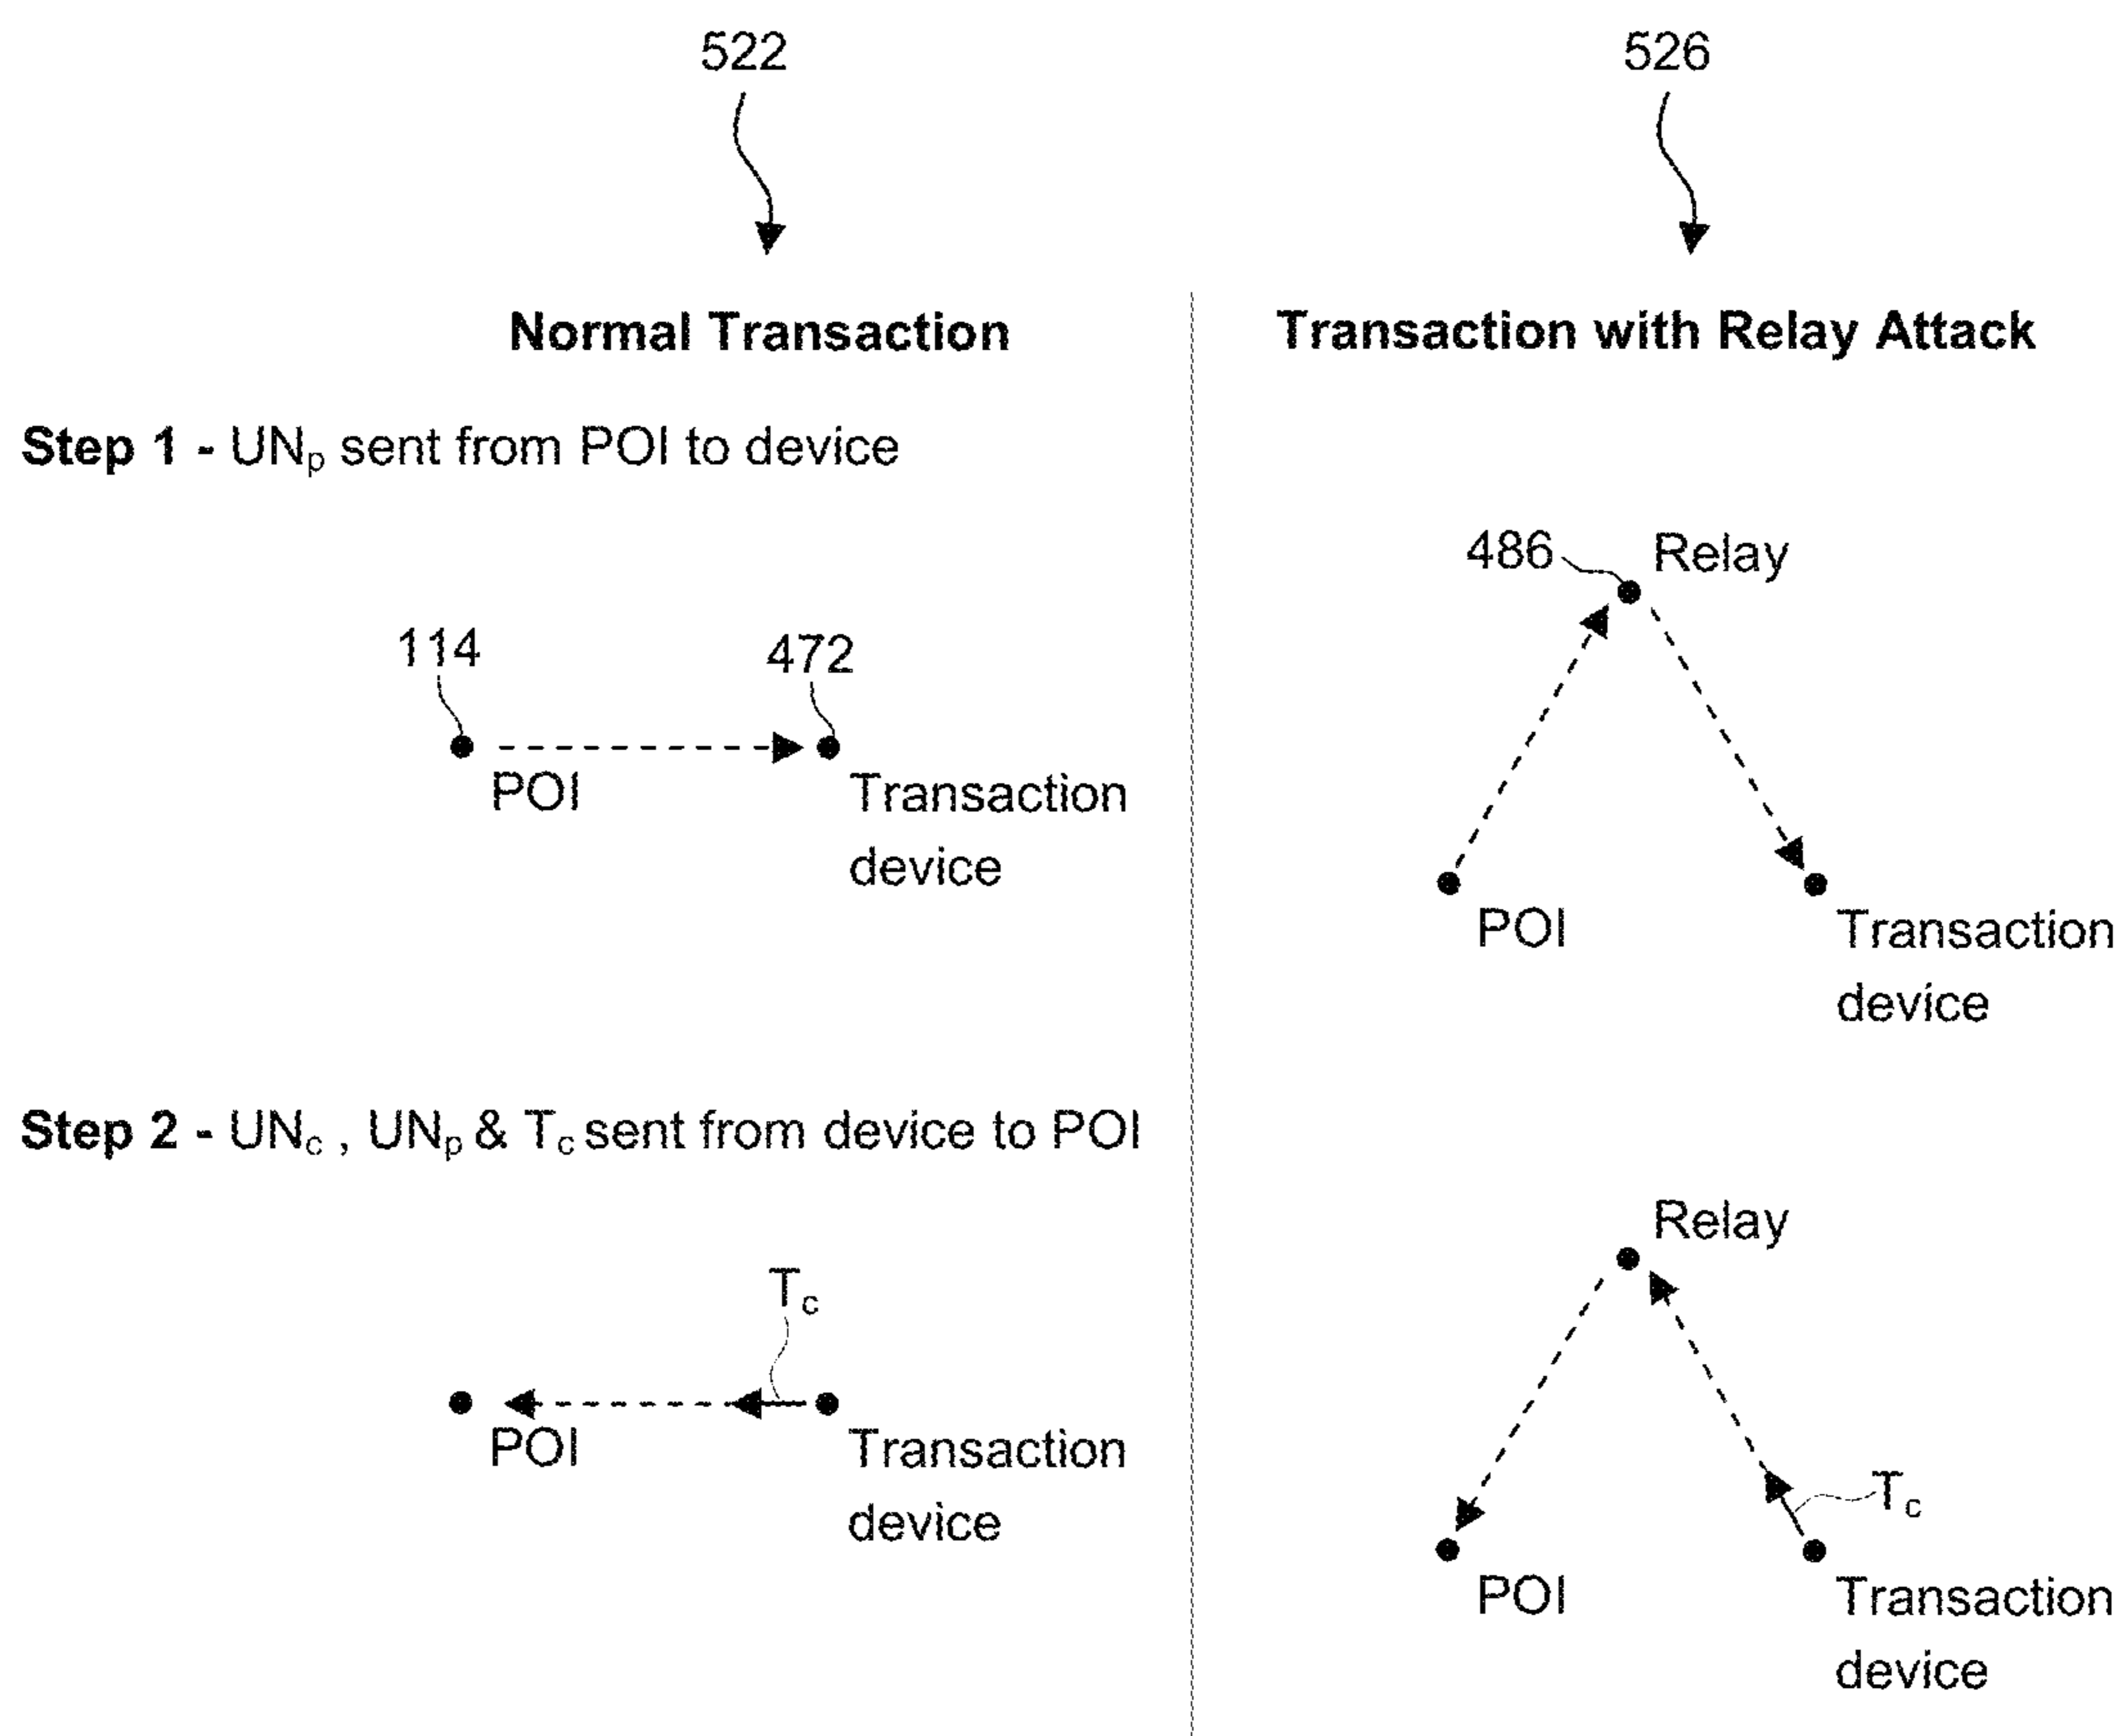 522
526
Normal Transaction
Transaction with Relay Attack
Step 1 - UNp sent from POI to device
486
Relay
114
472
POI
Transaction
device
POI
Transaction
device
Step 2 - UNc , UNp & Tc sent from device to POI
Relay
Tc
POI
Transaction
device
Tc
POI
Transaction
device